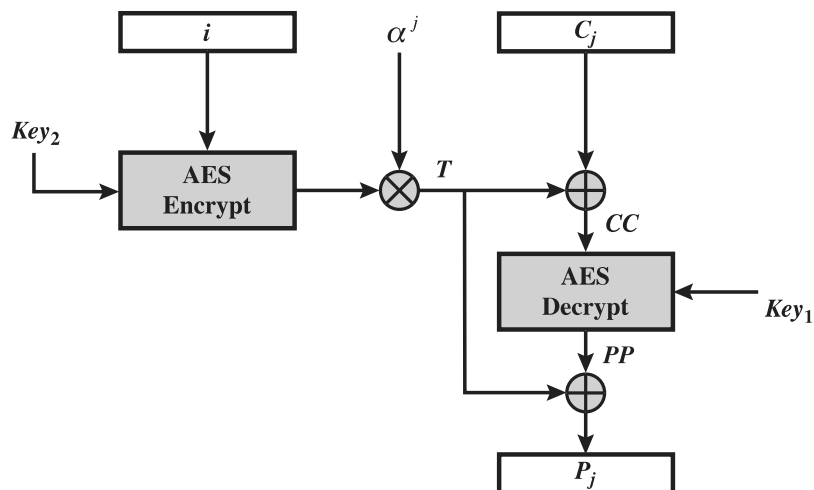 i
α^j
C_j
Key_2
AES
Encrypt
T
CC
AES
Decrypt
Key_1
PP
P_j